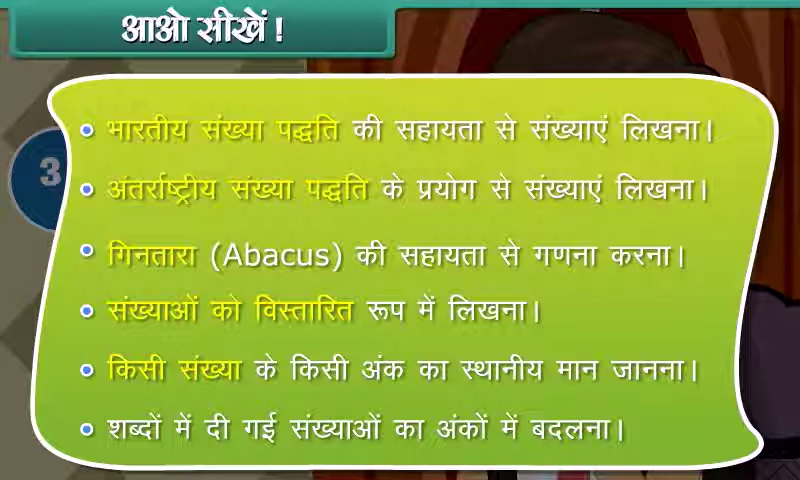 आओ सीखें!
3
भारतीय संख्या पद्धति की सहायता से संख्याएं लिखना।
अंतर्राष्ट्रीय संख्या पद्धति के प्रयोग से संख्याएं लिखना।
गिनतारा (Abacus) की सहायता से गणना करना।
संख्याओं को विस्तारित रूप में लिखना।
किसी संख्या के किसी अंक का स्थानीय मान जानना।
शब्दों में दी गई संख्याओं का अंकों में बदलना।